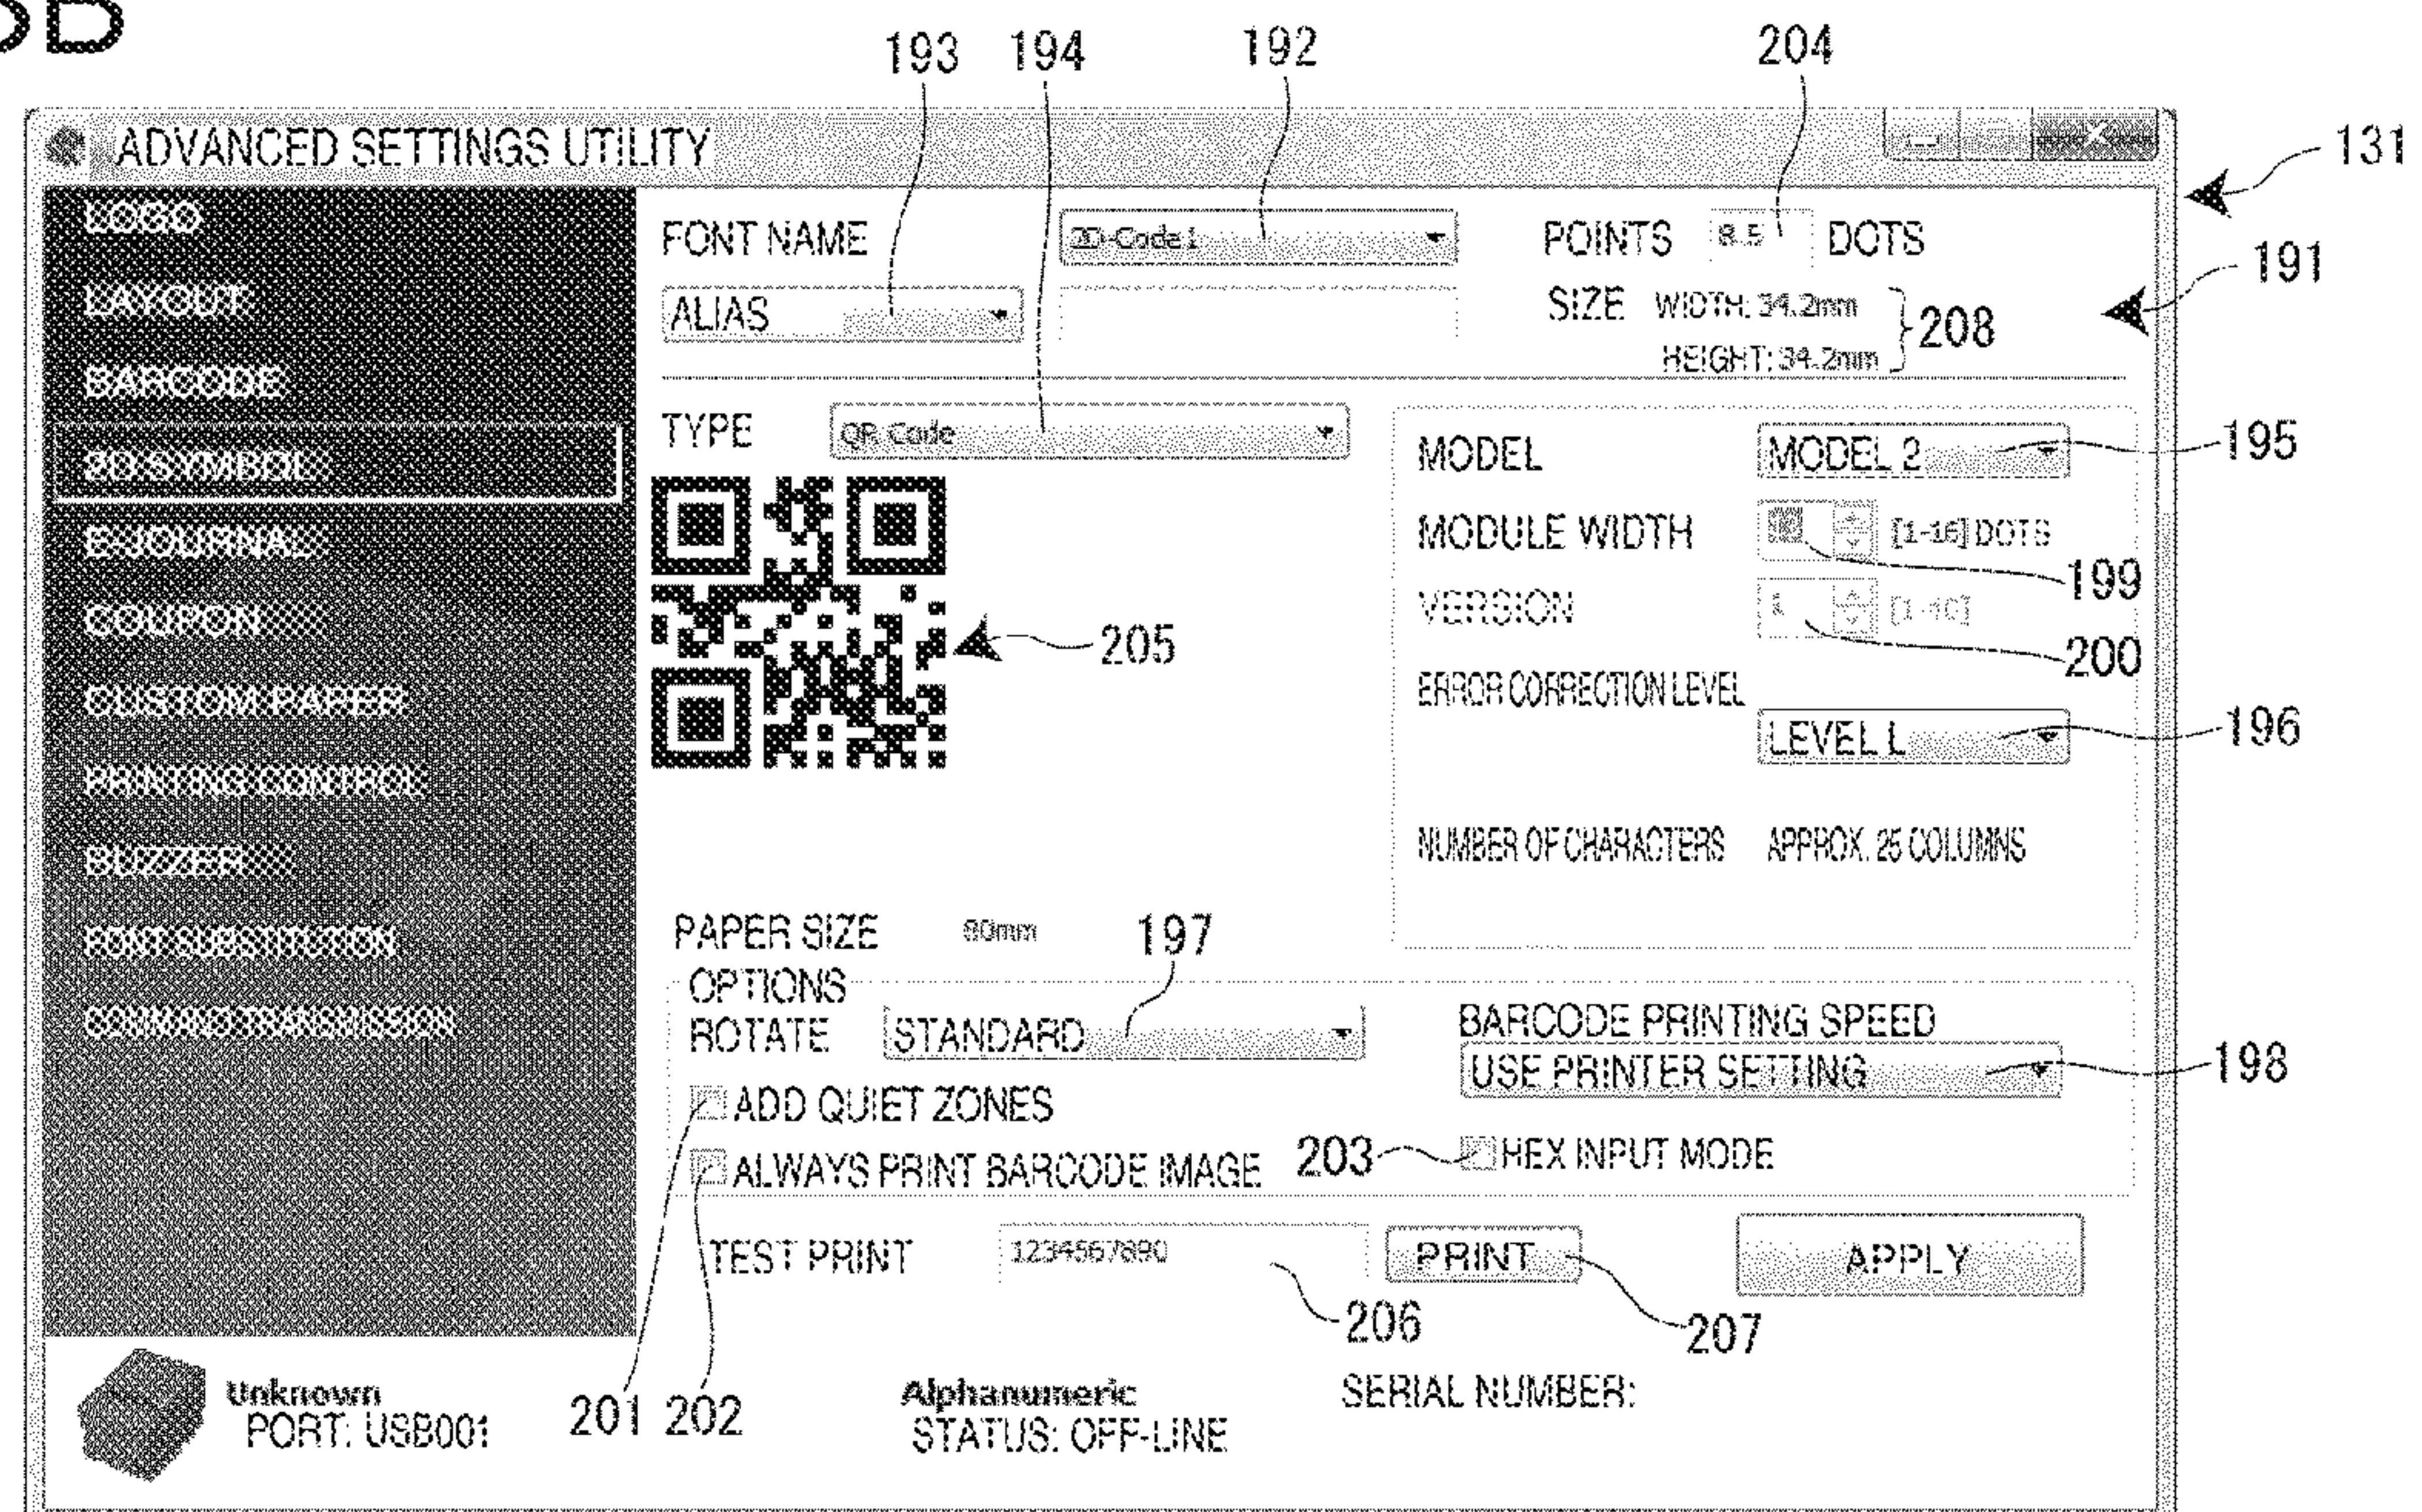 193 194 192 204
ADVANCED SETTINGS UTILITY
131
LOGO
LAYOUT
BARCODE
2D SYMBOL
E-JOURNAL
COUPON
CUSTOM PAPER
PRINTING CONTROL
BUZZER
FONT SUBSTITUTION
COMMAND TRANSMISSION
FONT NAME 2D-Code1 POINTS 8.5 DOTS
191
ALIAS SIZE WIDTH: 34.2mm
208
HEIGHT: 34.2mm
TYPE QR Code
MODEL MODEL 2 195
MODULE WIDTH [1-16] DOTS
199
VERSION 1 [1-40]
205
200
ERROR CORRECTION LEVEL
LEVEL L 196
NUMBER OF CHARACTERS APPROX. 25 COLUMNS
PAPER SIZE 80mm 197
OPTIONS
ROTATE STANDARD
BARCODE PRINTING SPEED
USE PRINTER SETTING 198
ADD QUIET ZONES
ALWAYS PRINT BARCODE IMAGE 203 HEX INPUT MODE
TEST PRINT 1234567890 PRINT APPLY
206 207
Unknown
PORT: USB001
201 202
Alphanumeric
STATUS: OFF-LINE
SERIAL NUMBER: